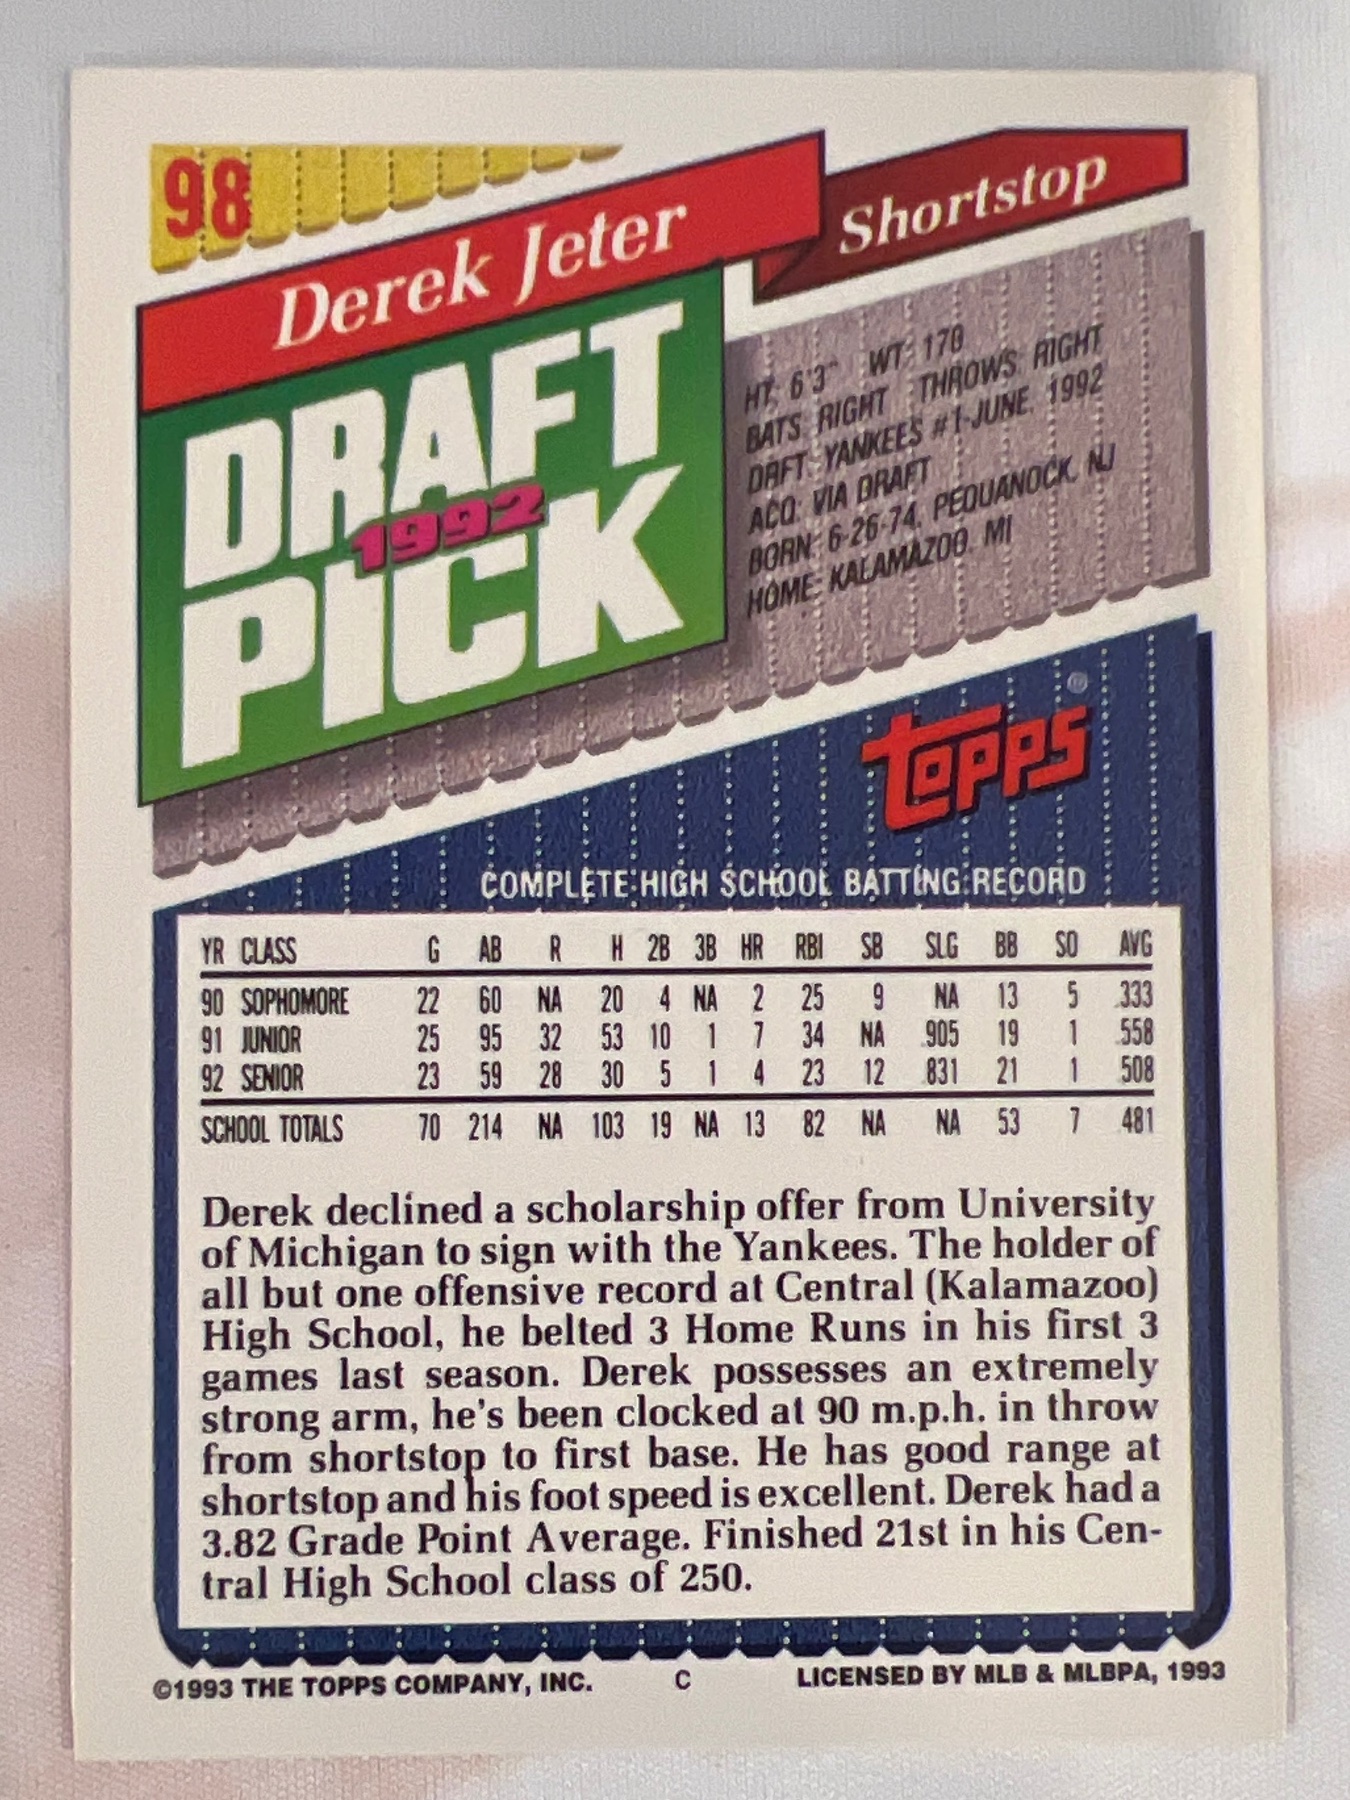 98
Derek Jeter
Shortstop
DRAFT
1992
PICK
HT: 6'3" WT: 170
BATS: RIGHT THROWS: RIGHT
DRFT: YANKEES #1-JUNE, 1992
ACQ: VIA DRAFT
BORN: 6-26-74, PEQUANOCK, NJ
HOME: KALAMAZOO, MI
Topps®
COMPLETE HIGH SCHOOL BATTING RECORD
YR CLASS G AB R H 2B 3B HR RBI SB SLG BB SO AVG
90 SOPHOMORE 22 60 NA 20 4 NA 2 25 9 NA 13 5 .333
91 JUNIOR 25 95 32 53 10 1 7 34 NA .905 19 1 .558
92 SENIOR 23 59 28 30 5 1 4 23 12 .831 21 1 .508
SCHOOL TOTALS 70 214 NA 103 19 NA 13 82 NA NA 53 7 .481
Derek declined a scholarship offer from University
of Michigan to sign with the Yankees. The holder of
all but one offensive record at Central (Kalamazoo)
High School, he belted 3 Home Runs in his first 3
games last season. Derek possesses an extremely
strong arm, he's been clocked at 90 m.p.h. in throw
from shortstop to first base. He has good range at
shortstop and his foot speed is excellent. Derek had a
3.82 Grade Point Average. Finished 21st in his Cen-
tral High School class of 250.
©1993 THE TOPPS COMPANY, INC. C LICENSED BY MLB & MLBPA, 1993